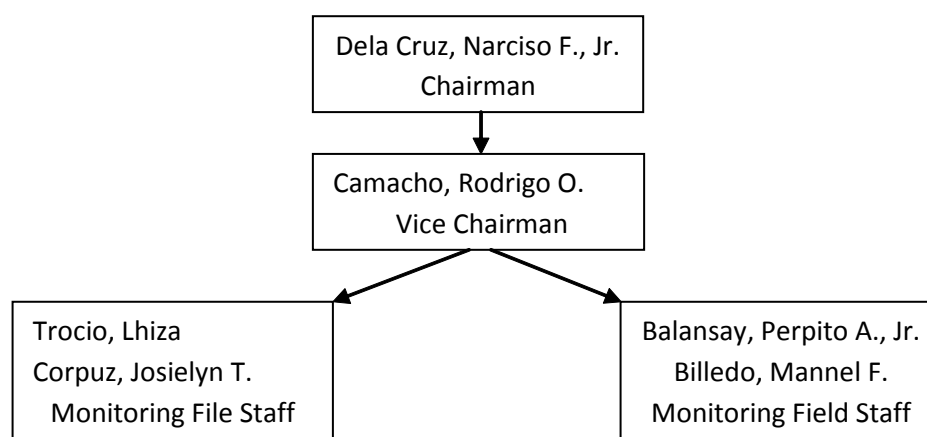 Dela Cruz, Narciso F., Jr.
Chairman
Camacho, Rodrigo O.
Vice Chairman
Trocio, Lhiza
Corpuz, Josielyn T.
Monitoring File Staff
Balansay, Perpito A., Jr.
Billedo, Mannel F.
Monitoring Field Staff